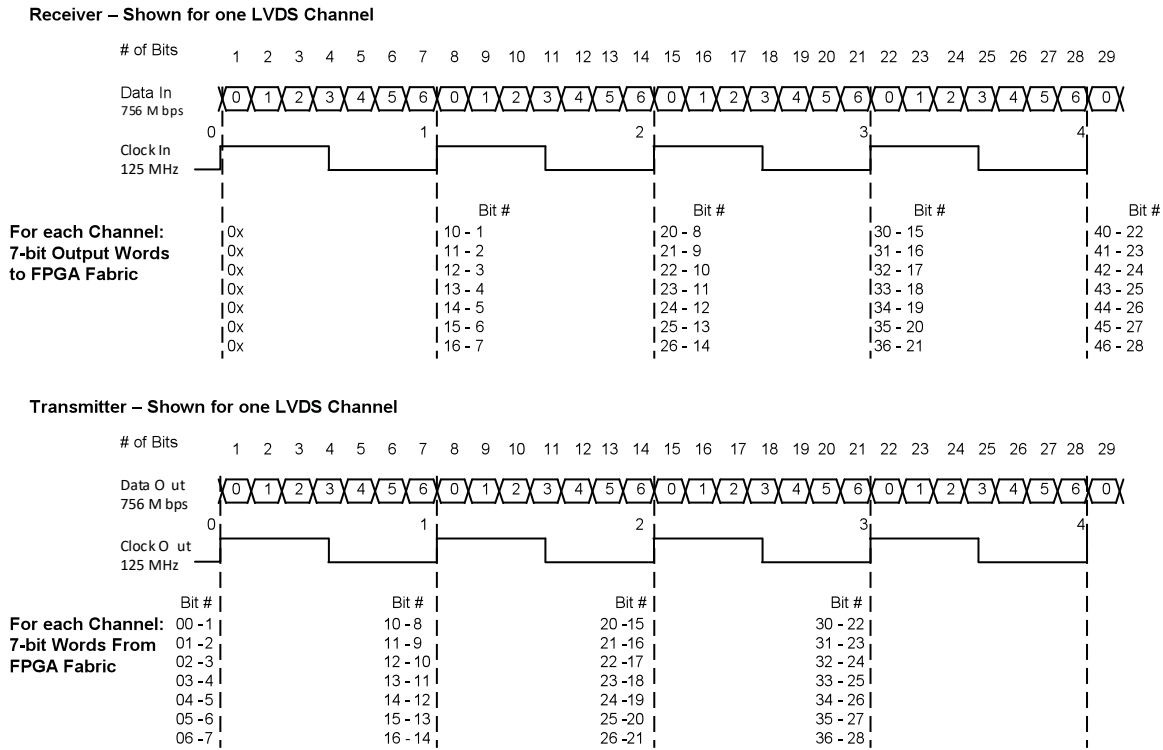 Receiver – Shown for one LVDS Channel
# of Bits 1 2 3 4 5 6 7 8 9 10 11 12 13 14 15 16 17 18 19 20 21 22 23 24 25 26 27 28 29
Data In 0 1 2 3 4 5 6 0 1 2 3 4 5 6 0 1 2 3 4 5 6 0 1 2 3 4 5 6 0
756 M bps
0 1 2 3 4
Clock In
125 MHz
Bit # Bit # Bit # Bit #
For each Channel: 0x 10 - 1 20 - 8 30 - 15 40 - 22
7-bit Output Words 0x 11 - 2 21 - 9 31 - 16 41 - 23
to FPGA Fabric 0x 12 - 3 22 - 10 32 - 17 42 - 24
0x 13 - 4 23 - 11 33 - 18 43 - 25
0x 14 - 5 24 - 12 34 - 19 44 - 26
0x 15 - 6 25 - 13 35 - 20 45 - 27
0x 16 - 7 26 - 14 36 - 21 46 - 28
Transmitter – Shown for one LVDS Channel
# of Bits 1 2 3 4 5 6 7 8 9 10 11 12 13 14 15 16 17 18 19 20 21 22 23 24 25 26 27 28 29
Data O ut 0 1 2 3 4 5 6 0 1 2 3 4 5 6 0 1 2 3 4 5 6 0 1 2 3 4 5 6 0
756 M bps
0 1 2 3 4
Clock O ut
125 MHz
Bit # Bit # Bit # Bit #
For each Channel: 00 -1 10 - 8 20 -15 30 - 22
7-bit Words From 01 -2 11 - 9 21 -16 31 - 23
FPGA Fabric 02 -3 12 - 10 22 -17 32 - 24
03 -4 13 - 11 23 -18 33 - 25
04 -5 14 - 12 24 -19 34 - 26
05 -6 15 - 13 25 -20 35 - 27
06 -7 16 - 14 26 -21 36 - 28